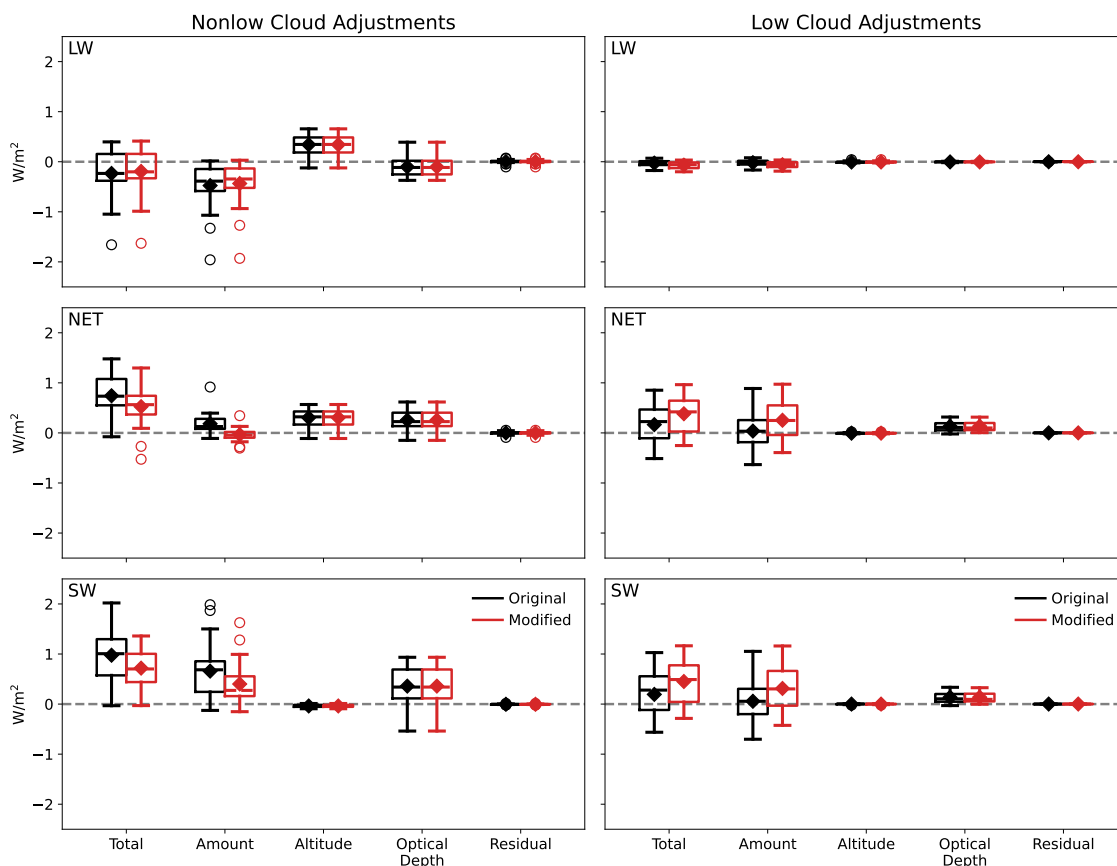 Nonlow Cloud Adjustments
Low Cloud Adjustments
LW
2
1
0
−1
−2
W/m²
LW
NET
2
1
0
−1
−2
W/m²
NET
SW
2
1
0
−1
−2
W/m²
Original
Modified
Total
Amount
Altitude
Optical
Depth
Residual
SW
Original
Modified
Total
Amount
Altitude
Optical
Depth
Residual